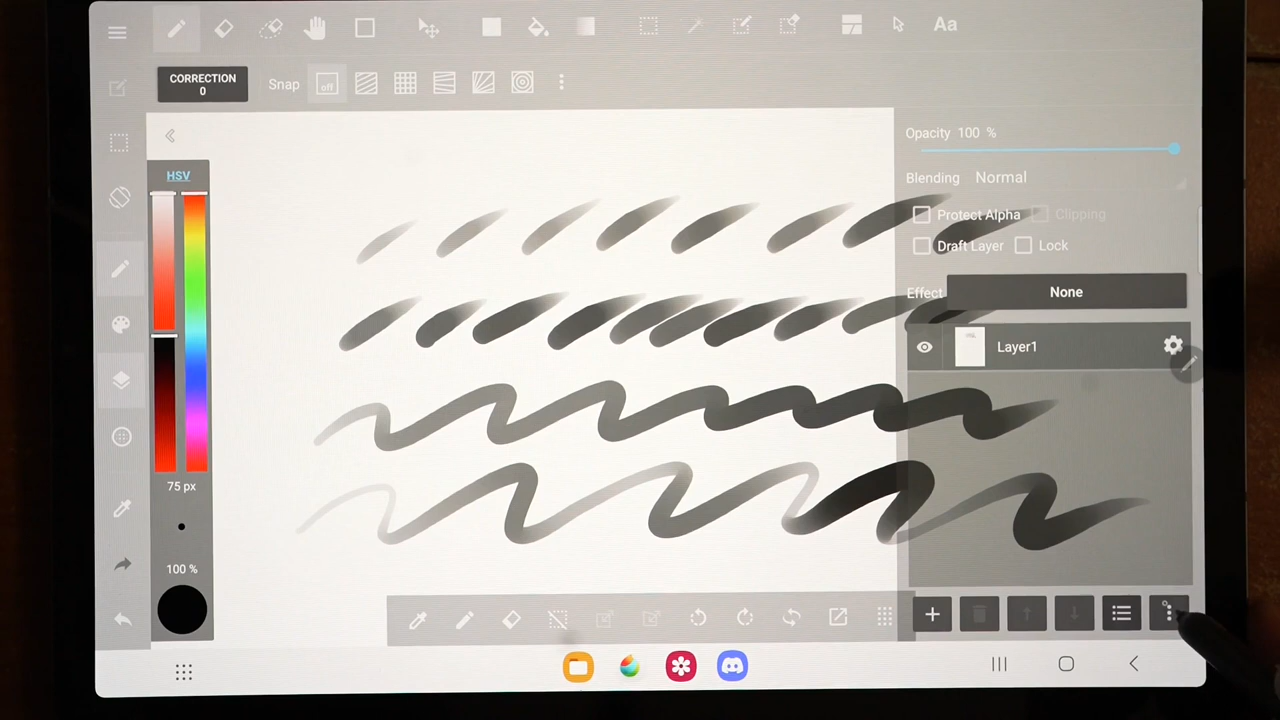 Aa
CORRECTION
0
Snap
off
HSV
75 px
100 %
Opacity 100 %
Blending Normal
Protect Alpha Clipping
Draft Layer Lock
Effect None
Layer1